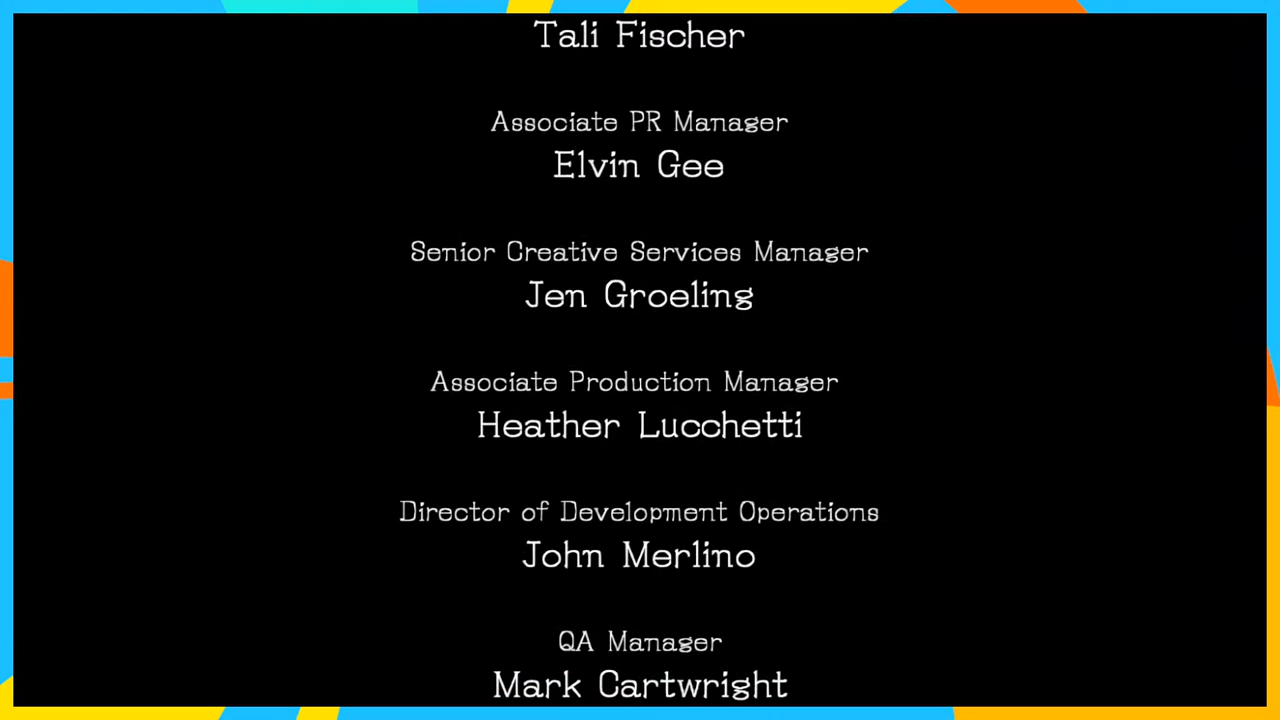 Tali Fischer
Associate PR Manager
Elvin Gee
Senior Creative Services Manager
Jen Groeling
Associate Production Manager
Heather Lucchetti
Director of Development Operations
John Merlino
QA Manager
Mark Cartwright